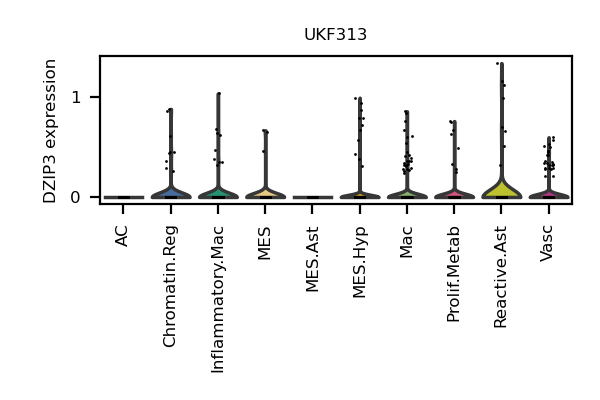 UKF313
DZIP3 expression
1
0
AC
Chromatin.Reg
Inflammatory.Mac
MES
MES.Ast
MES.Hyp
Mac
Prolif.Metab
Reactive.Ast
Vasc